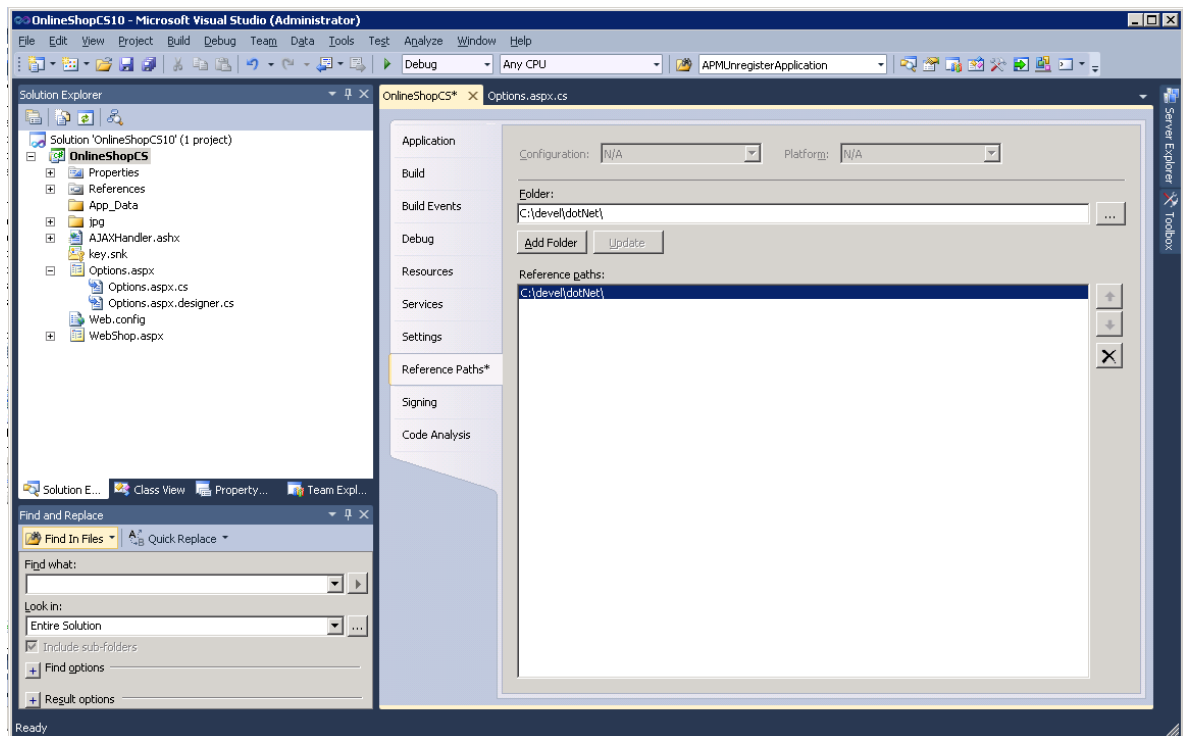 OnlineShopCS10 - Microsoft Visual Studio (Administrator)
File Edit View Project Build Debug Team Data Tools Test Analyze Window Help
Debug Any CPU APMUnregisterApplication
Solution Explorer
Solution 'OnlineShopCS10' (1 project)
OnlineShopCS
Properties
References
App_Data
jpg
AJAXHandler.ashx
key.snk
Options.aspx
Options.aspx.cs
Options.aspx.designer.cs
Web.config
WebShop.aspx
Solution E... Class View Property... Team Expl...
Find and Replace
Find In Files Quick Replace
Find what:
Look in:
Entire Solution
...
Include sub-folders
Find options
Result options
OnlineShopCS* Options.aspx.cs
Application
Build
Build Events
Debug
Resources
Services
Settings
Reference Paths*
Signing
Code Analysis
Configuration: N/A Platform: N/A
Folder:
C:\devel\dotNet\
...
Add Folder Update
Reference paths:
C:\devel\dotNet\
Server Explorer
Toolbox
Ready